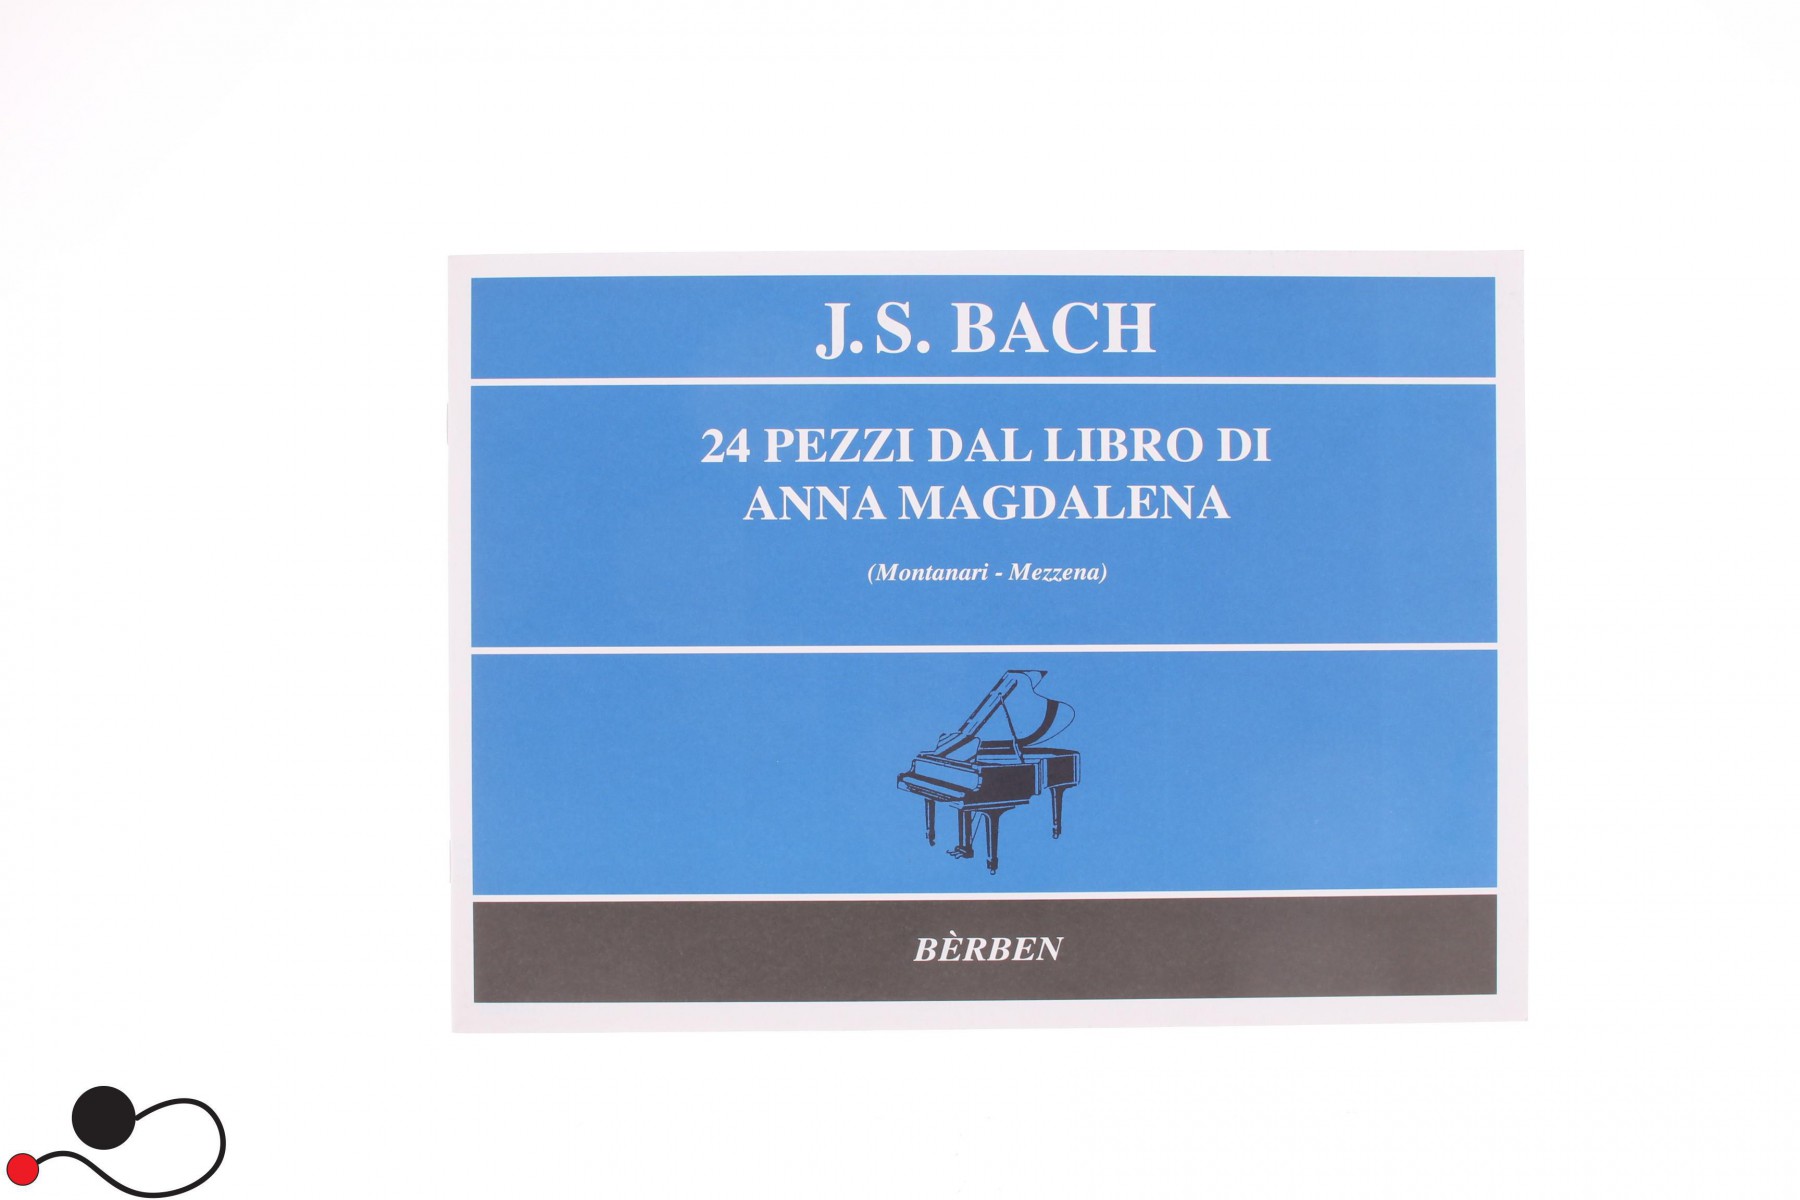 J. S. BACH
24 PEZZI DAL LIBRO DI
ANNA MAGDALENA
(Montanari - Mezzena)
BÈRBEN